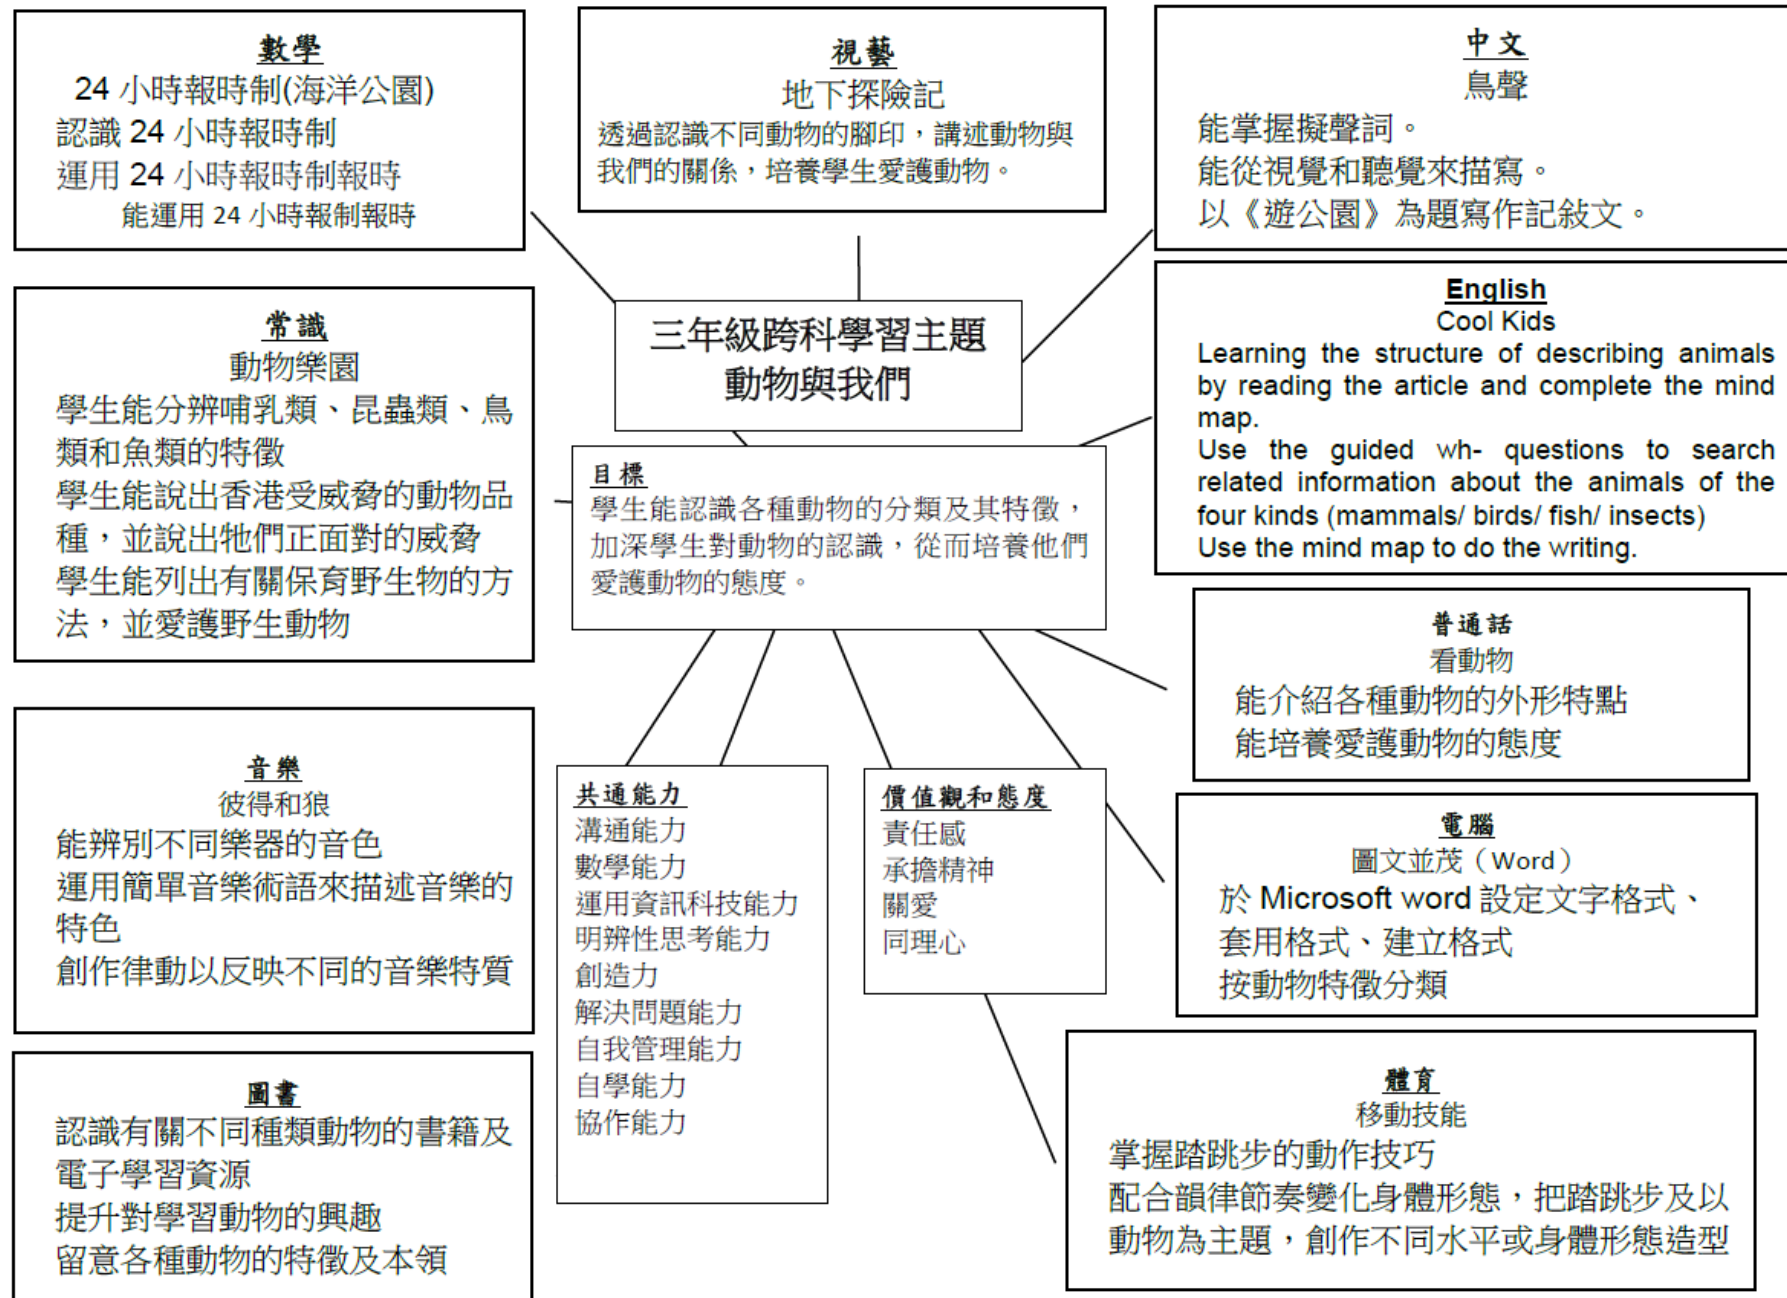 數學
24 小時報時制(海洋公園)
認識 24 小時報時制
運用 24 小時報時制報時
能運用 24 小時報制報時
視藝
地下探險記
透過認識不同動物的腳印，講述動物與
我們的關係，培養學生愛護動物。
中文
鳥聲
能掌握擬聲詞。
能從視覺和聽覺來描寫。
以《遊公園》為題寫作記敍文。
三年級跨科學習主題
動物與我們
English
Cool Kids
Learning the structure of describing animals
by reading the article and complete the mind
map.
Use the guided wh- questions to search
related information about the animals of the
four kinds (mammals/ birds/ fish/ insects)
Use the mind map to do the writing.
常識
動物樂園
學生能分辨哺乳類、昆蟲類、鳥
類和魚類的特徵
學生能說出香港受威脅的動物品
種，並說出牠們正面對的威脅
學生能列出有關保育野生物的方
法，並愛護野生動物
目標
學生能認識各種動物的分類及其特徵，
加深學生對動物的認識，從而培養他們
愛護動物的態度。
普通話
看動物
能介紹各種動物的外形特點
能培養愛護動物的態度
音樂
彼得和狼
能辨別不同樂器的音色
運用簡單音樂術語來描述音樂的
特色
創作律動以反映不同的音樂特質
共通能力
溝通能力
數學能力
運用資訊科技能力
明辨性思考能力
創造力
解決問題能力
自我管理能力
自學能力
協作能力
價值觀和態度
責任感
承擔精神
關愛
同理心
電腦
圖文並茂（Word）
於 Microsoft word 設定文字格式、
套用格式、建立格式
按動物特徵分類
圖書
認識有關不同種類動物的書籍及
電子學習資源
提升對學習動物的興趣
留意各種動物的特徵及本領
體育
移動技能
掌握踏跳步的動作技巧
配合韻律節奏變化身體形態，把踏跳步及以
動物為主題，創作不同水平或身體形態造型